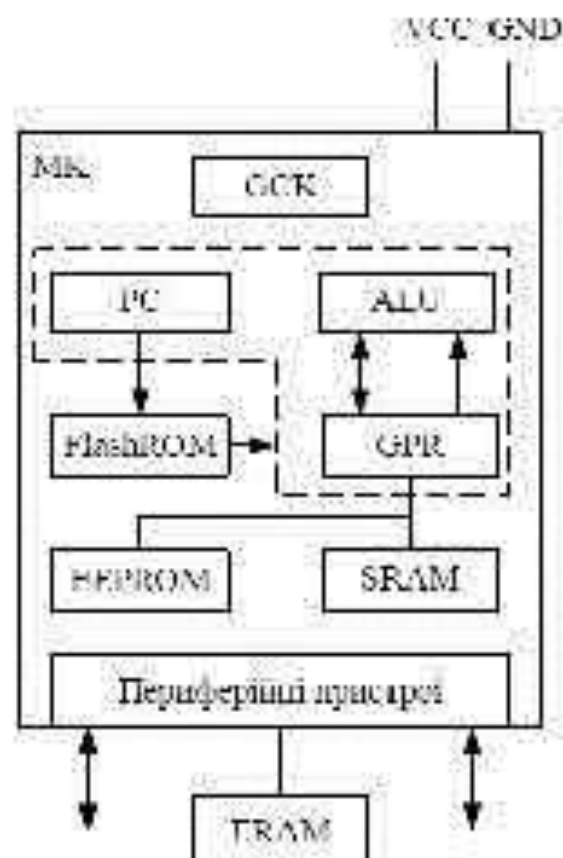 VCC GND
МК
GCK
PC
ALU
FlashROM
GPR
EEPROM
SRAM
Периферійні пристрої
ERAM